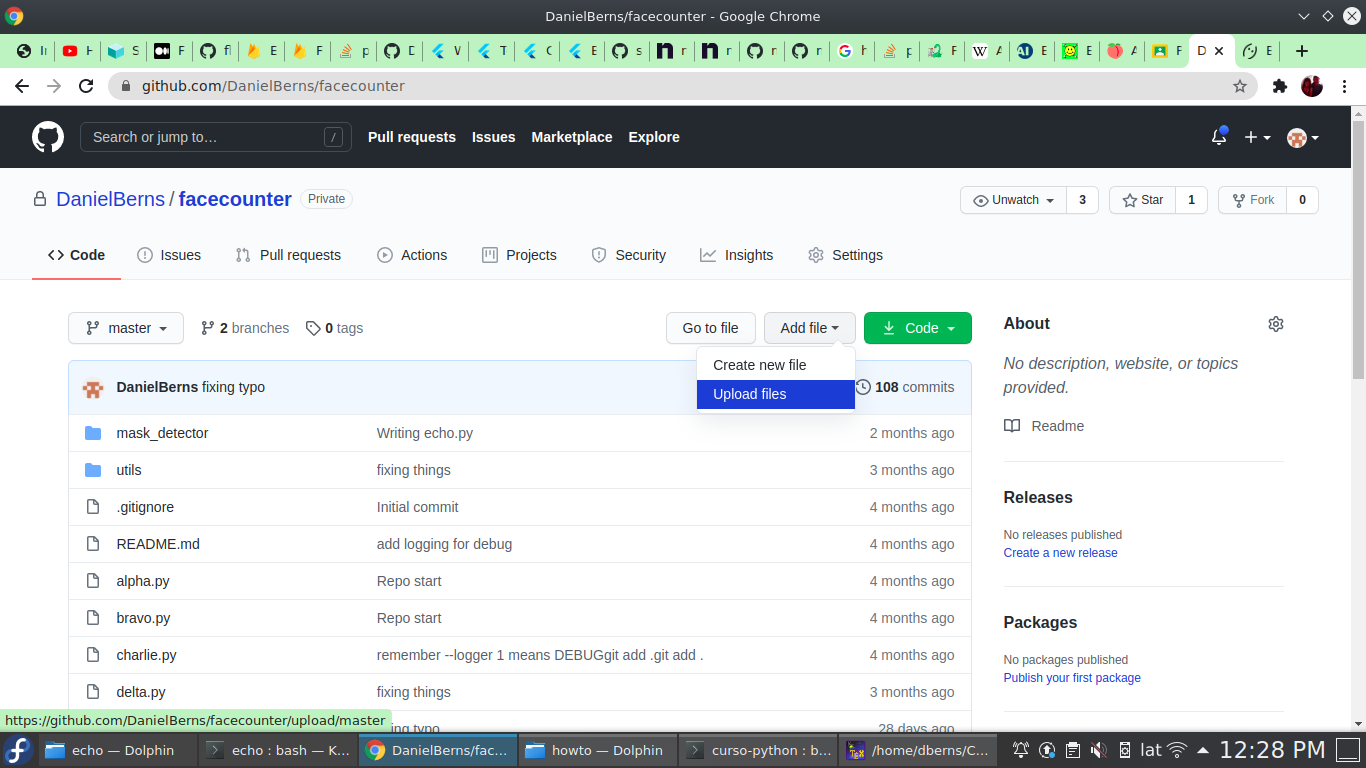 DanielBerns/facecounter - Google Chrome
github.com/DanielBerns/facecounter
Search or jump to… / Pull requests Issues Marketplace Explore
DanielBerns / facecounter Private
Unwatch 3 Star 1 Fork 0
Code Issues Pull requests Actions Projects Security Insights Settings
master 2 branches 0 tags Go to file Add file Code
Create new file
Upload files
DanielBerns fixing typo 108 commits
mask_detector Writing echo.py 2 months ago
utils fixing things 3 months ago
.gitignore Initial commit 4 months ago
README.md add logging for debug 4 months ago
alpha.py Repo start 4 months ago
bravo.py Repo start 4 months ago
charlie.py remember --logger 1 means DEBUGgit add .git add . 4 months ago
delta.py fixing things 3 months ago
typo 28 days ago
About
No description, website, or topics
provided.
Readme
Releases
No releases published
Create a new release
Packages
No packages published
Publish your first package
https://github.com/DanielBerns/facecounter/upload/master
echo — Dolphin echo : bash — K... DanielBerns/fac... howto — Dolphin curso-python : b... /home/dberns/C... lat 12:28 PM